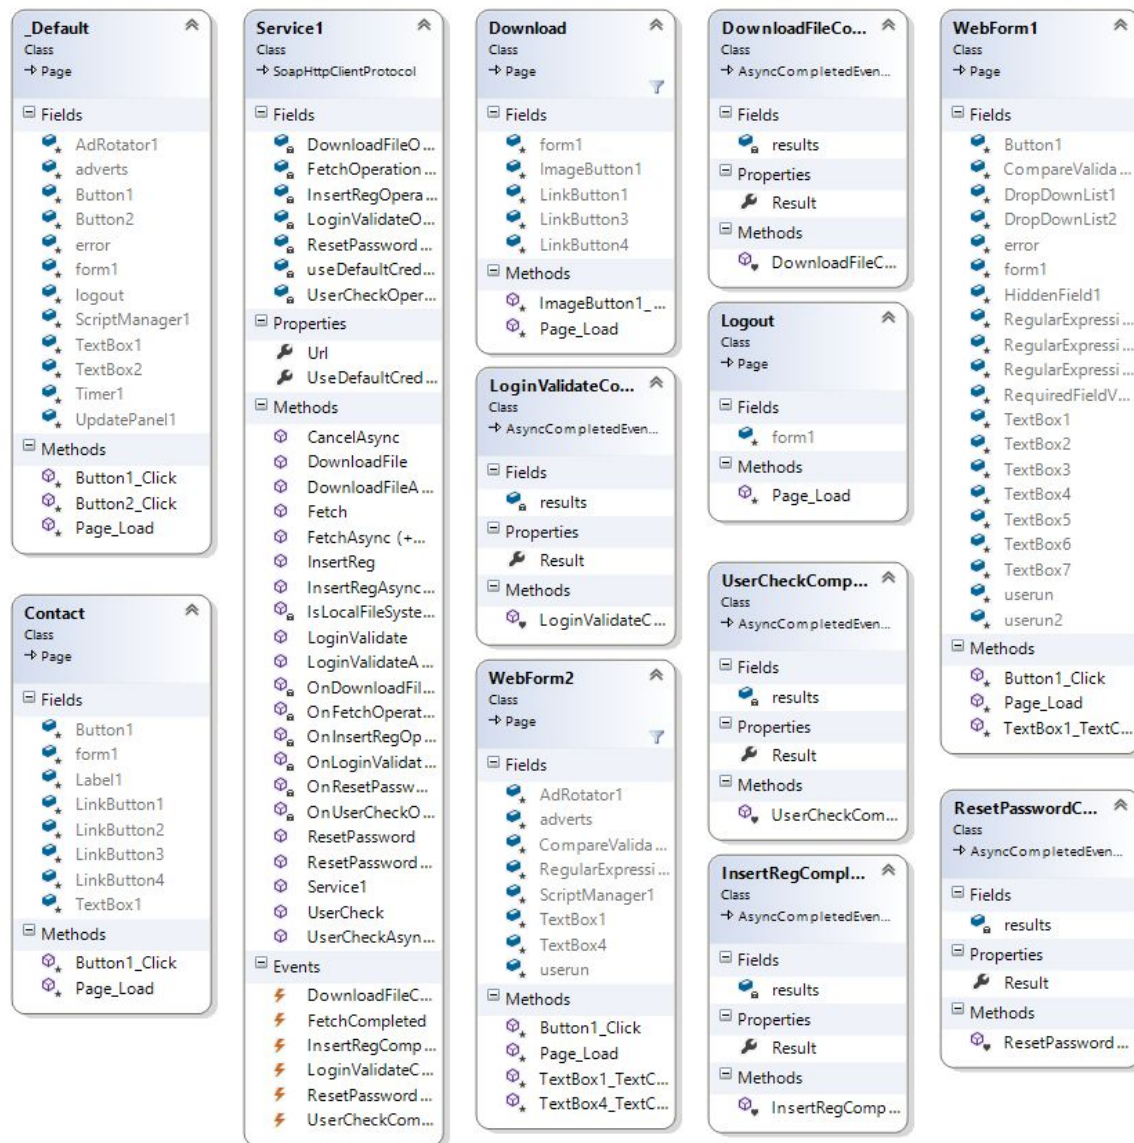 _Default
Class
Page
Fields
AdRotator1
adverts
Button1
Button2
error
form1
logout
ScriptManager1
TextBox1
TextBox2
Timer1
UpdatePanel1
Methods
Button1_Click
Button2_Click
Page_Load
Contact
Class
Page
Fields
Button1
form1
Label1
LinkButton1
LinkButton2
LinkButton3
LinkButton4
TextBox1
Methods
Button1_Click
Page_Load
Service1
Class
SoapHttpClientProtocol
Fields
DownloadFileO...
FetchOperation...
InsertRegOpera...
LoginValidateO...
ResetPassword...
useDefaultCred...
UserCheckOper...
Properties
Url
UseDefaultCred...
Methods
CancelAsync
DownloadFile
DownloadFileA...
Fetch
FetchAsync (+...
InsertReg
InsertRegAsync...
IsLocalFileSyste...
LoginValidate
LoginValidateA...
OnDownloadFil...
OnFetchOperat...
OnInsertRegOp...
OnLoginValidat...
OnResetPassw...
OnUserCheckO...
ResetPassword
ResetPassword...
Service1
UserCheck
UserCheckAsyn...
Events
DownloadFileC...
FetchCompleted
InsertRegComp...
LoginValidateC...
ResetPassword...
UserCheckCom...
Download
Class
Page
Fields
form1
ImageButton1
LinkButton1
LinkButton3
LinkButton4
Methods
ImageButton1_...
Page_Load
LoginValidateCo...
Class
AsyncCompletedEven...
Fields
results
Properties
Result
Methods
LoginValidateC...
WebForm2
Class
Page
Fields
AdRotator1
adverts
CompareValida...
RegularExpressi...
ScriptManager1
TextBox1
TextBox4
userun
Methods
Button1_Click
Page_Load
TextBox1_TextC...
TextBox4_TextC...
DownloadFileCo...
Class
AsyncCompletedEven...
Fields
results
Properties
Result
Methods
DownloadFileC...
Logout
Class
Page
Fields
form1
Methods
Page_Load
UserCheckComp...
Class
AsyncCompletedEven...
Fields
results
Properties
Result
Methods
UserCheckCom...
InsertRegCompl...
Class
AsyncCompletedEven...
Fields
results
Properties
Result
Methods
InsertRegComp...
WebForm1
Class
Page
Fields
Button1
CompareValida...
DropDownList1
DropDownList2
error
form1
HiddenField1
RegularExpressi...
RegularExpressi...
RegularExpressi...
RequiredFieldV...
TextBox1
TextBox2
TextBox3
TextBox4
TextBox5
TextBox6
TextBox7
userun
userun2
Methods
Button1_Click
Page_Load
TextBox1_TextC...
ResetPasswordC...
Class
AsyncCompletedEven...
Fields
results
Properties
Result
Methods
ResetPassword...